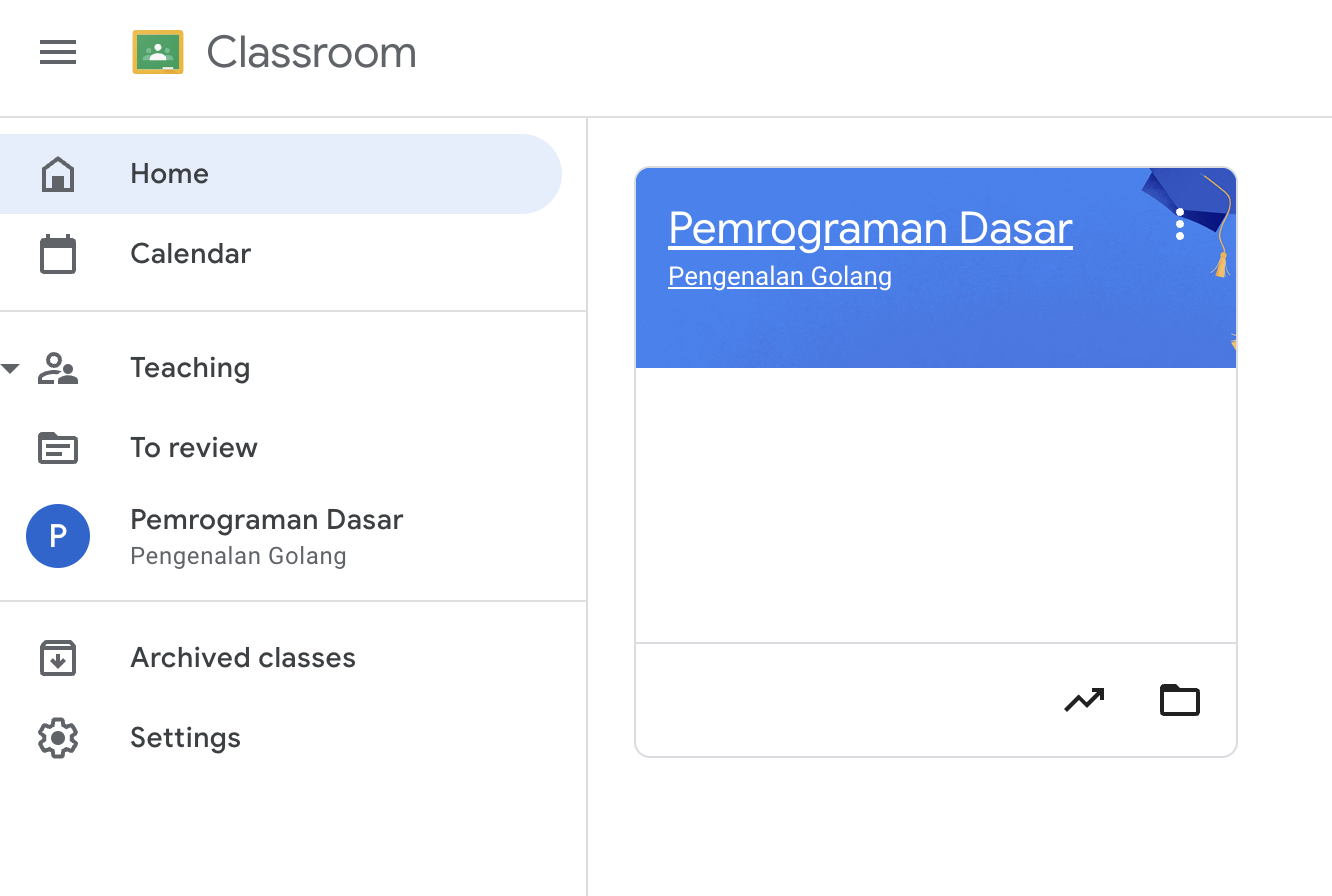 Classroom
Home
Calendar
Teaching
To review
P
Pemrograman Dasar
Pengenalan Golang
Archived classes
Settings
Pemrograman Dasar
Pengenalan Golang